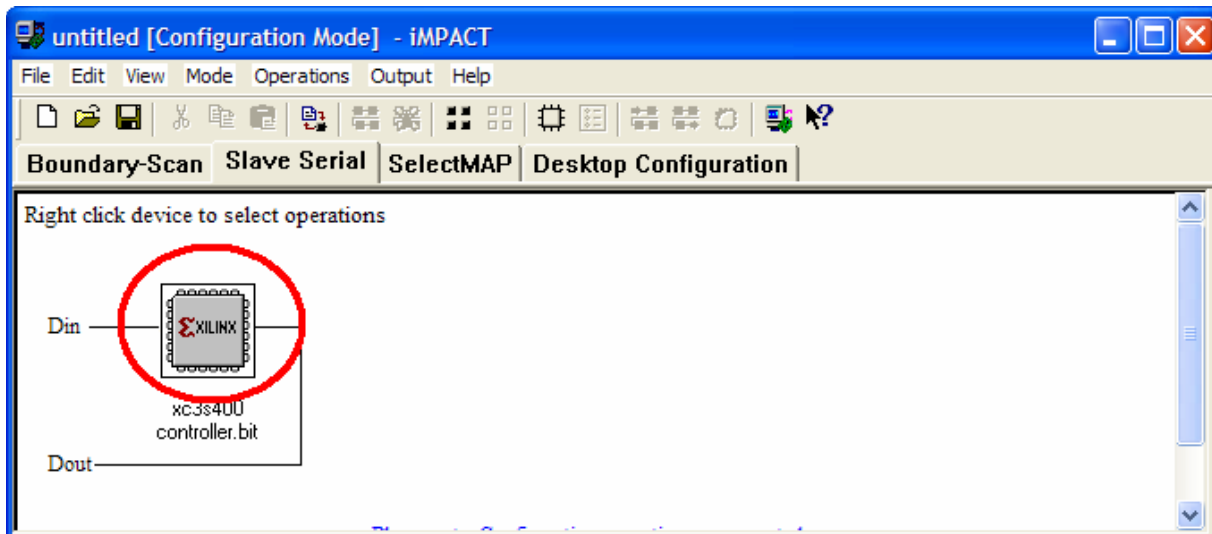 untitled [Configuration Mode] - iMPACT
File Edit View Mode Operations Output Help
Boundary-Scan Slave Serial SelectMAP Desktop Configuration
Right click device to select operations
Din
ΣXILINX
xc3s400
controller.bit
Dout